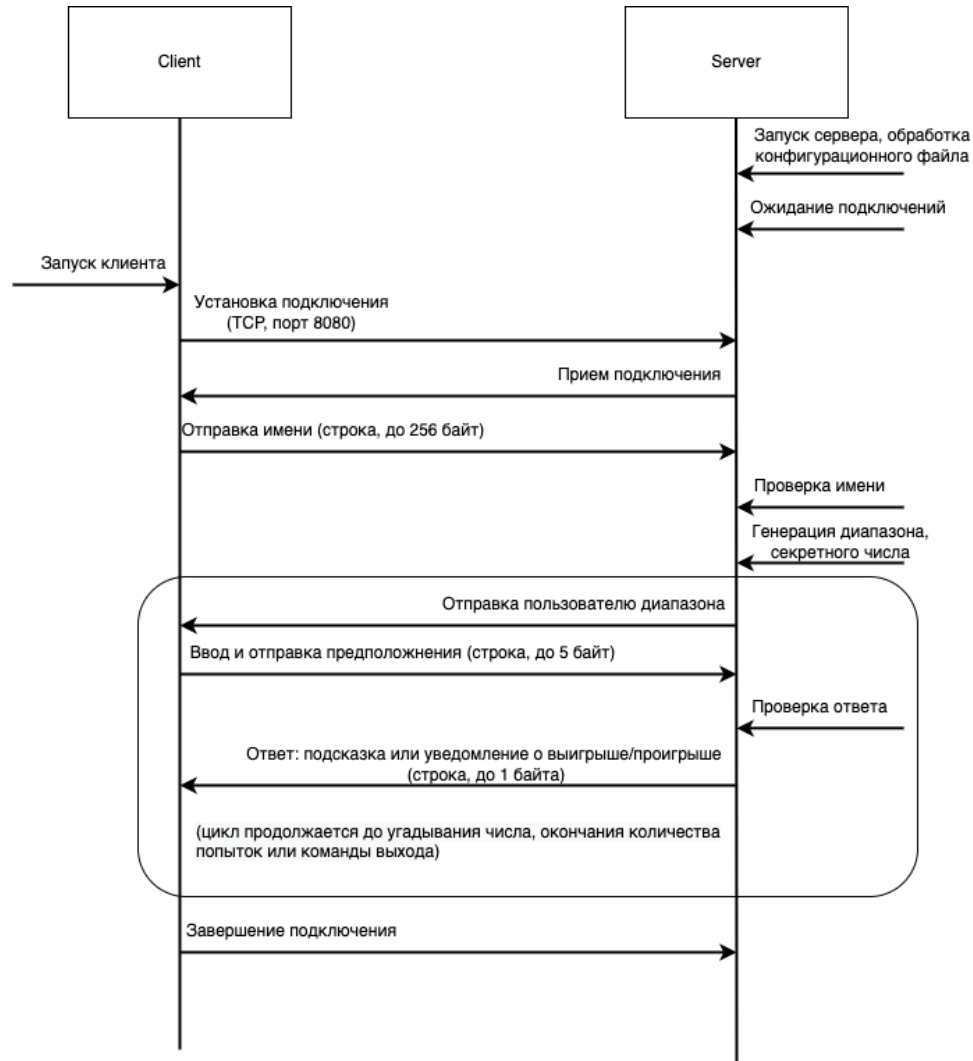 Client
Server
Запуск сервера, обработка
конфигурационного файла
Ожидание подключений
Запуск клиента
Установка подключения
(TCP, порт 8080)
Прием подключения
Отправка имени (строка, до 256 байт)
Проверка имени
Генерация диапазона,
секретного числа
Отправка пользователю диапазона
Ввод и отправка предположнения (строка, до 5 байт)
Проверка ответа
Ответ: подсказка или уведомление о выигрыше/проигрыше
(строка, до 1 байта)
(цикл продолжается до угадывания числа, окончания количества
попыток или команды выхода)
Завершение подключения